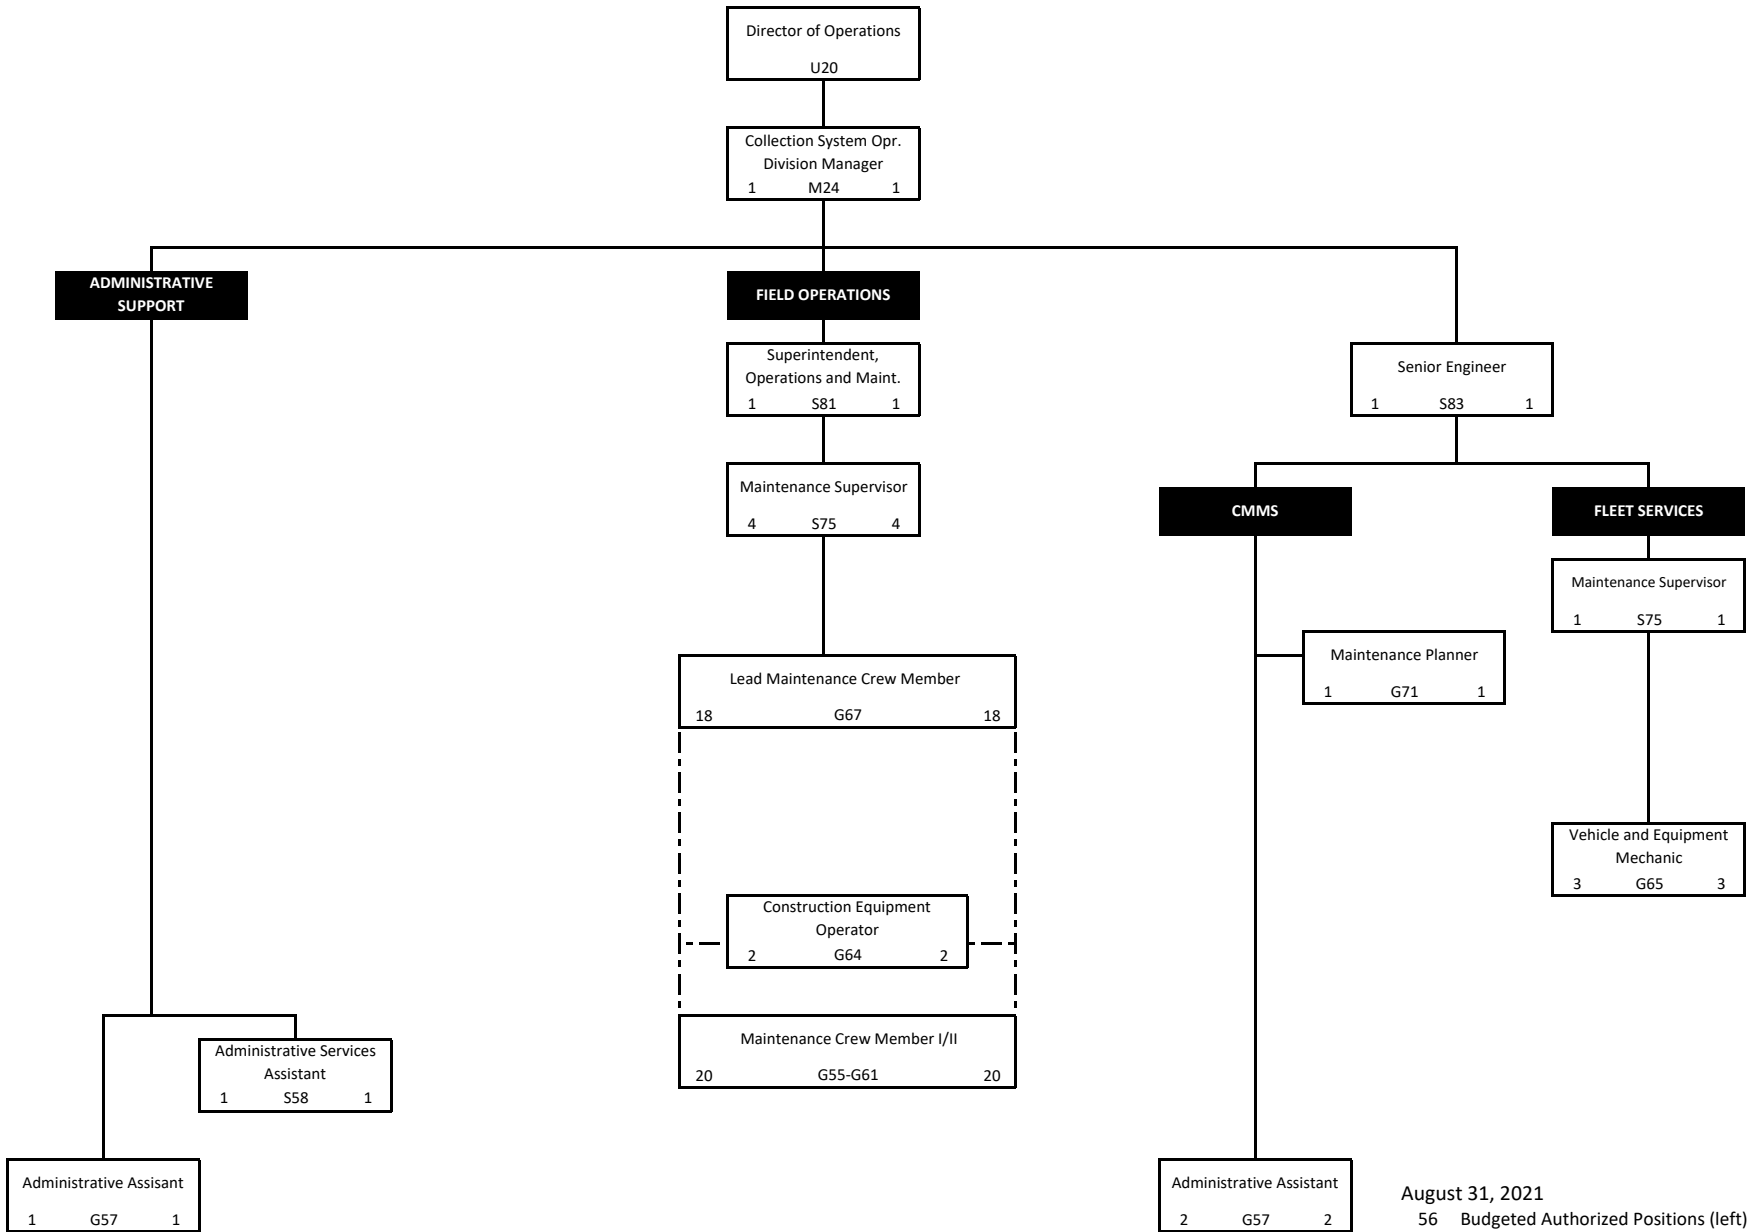 Director of Operations
U20
Collection System Opr.
Division Manager
1 M24 1
ADMINISTRATIVE
SUPPORT
FIELD OPERATIONS
Superintendent,
Operations and Maint.
1 S81 1
Senior Engineer
1 S83 1
Maintenance Supervisor
4 S75 4
CMMS
FLEET SERVICES
Maintenance Supervisor
1 S75 1
Maintenance Planner
1 G71 1
Lead Maintenance Crew Member
18 G67 18
Vehicle and Equipment
Mechanic
3 G65 3
Construction Equipment
Operator
2 G64 2
Maintenance Crew Member I/II
20 G55-G61 20
Administrative Services
Assistant
1 S58 1
Administrative Assisant
1 G57 1
Administrative Assistant
2 G57 2
August 31, 2021
56 Budgeted Authorized Positions (left)